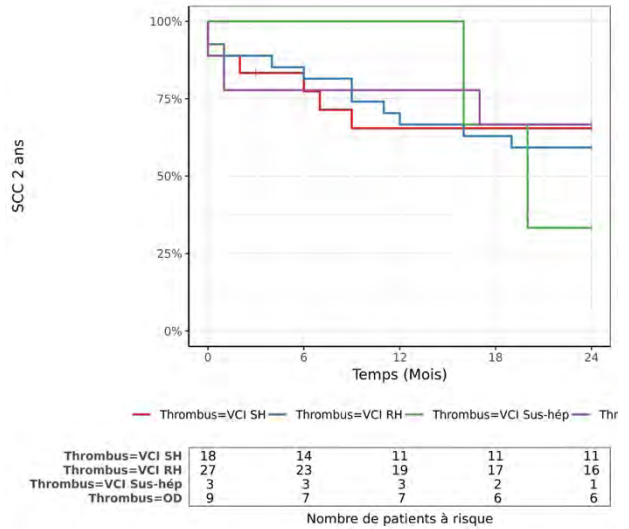 100%
75%
50%
25%
0%
SCC 2 ans
0 6 12 18 24
Temps (Mois)
Thrombus=VCI SH Thrombus=VCI RH Thrombus=VCI Sus-hép Thr
Thrombus=VCI SH 18 14 11 11 11
Thrombus=VCI RH 27 23 19 17 16
Thrombus=VCI Sus-hép 3 3 3 2 1
Thrombus=OD 9 7 7 6 6
Nombre de patients à risque